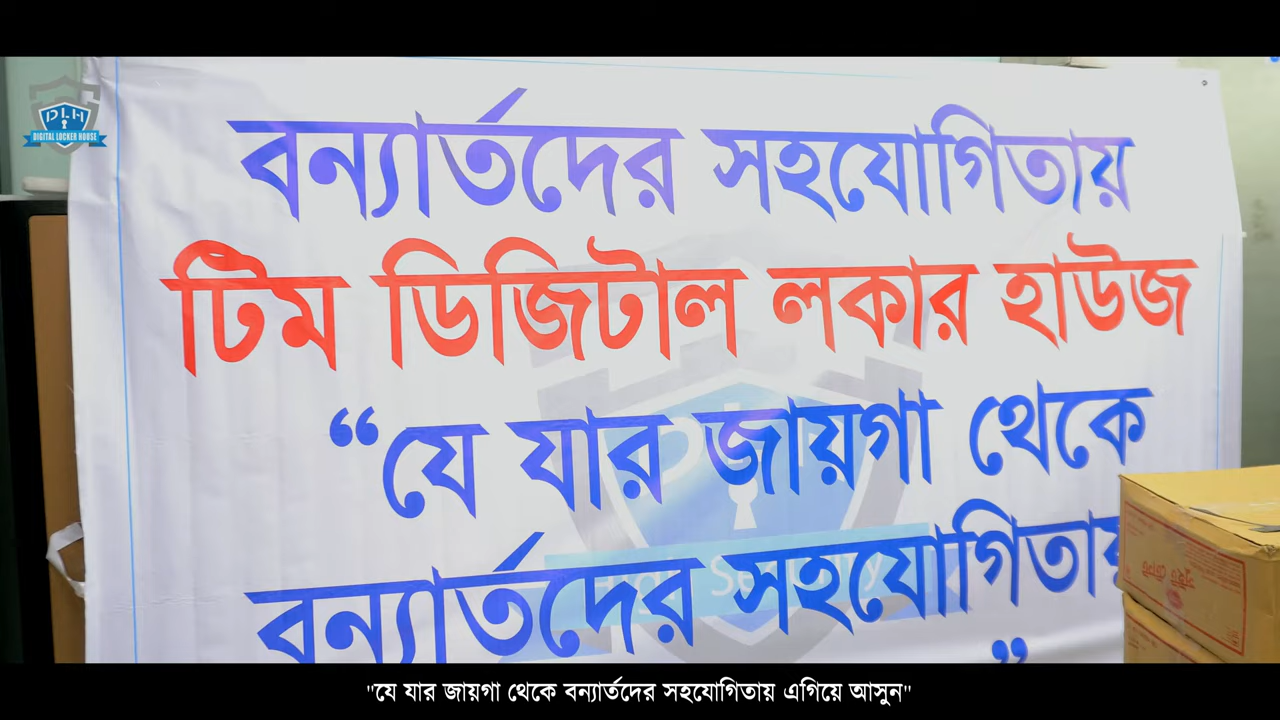 DLH
DIGITAL LOCKER HOUSE
বন্যার্তদের সহযোগিতায়
টিম ডিজিটাল লকার হাউজ
“যে যার জায়গা থেকে
বন্যার্তদের সহযোগিতায়
”
"যে যার জায়গা থেকে বন্যার্তদের সহযোগিতায় এগিয়ে আসুন"